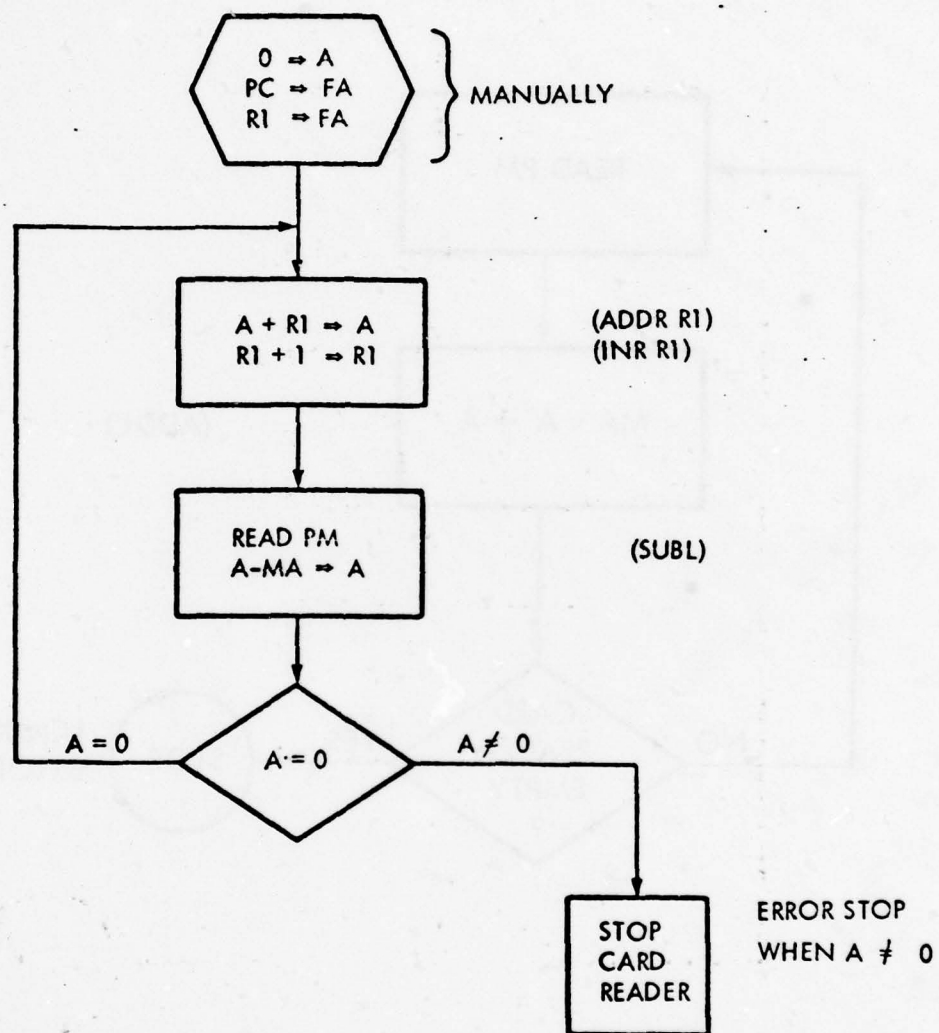 0 ⇒ A
PC ⇒ FA
R1 ⇒ FA
MANUALLY
A + R1 ⇒ A
R1 + 1 ⇒ R1
(ADDR R1)
(INR R1)
READ PM
A-MA ⇒ A
(SUBL)
A = 0
A = 0
A ≠ 0
STOP
CARD
READER
ERROR STOP
WHEN A ≠ 0